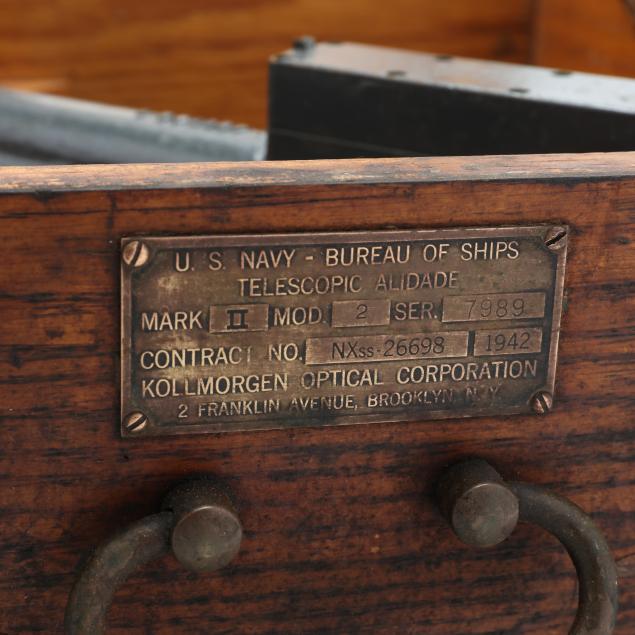 U. S. NAVY - BUREAU OF SHIPS
TELESCOPIC ALIDADE
MARK II MOD. 2 SER. 7989
CONTRACT NO. NXss-26698 1942
KOLLMORGEN OPTICAL CORPORATION
2 FRANKLIN AVENUE, BROOKLYN, N. Y.